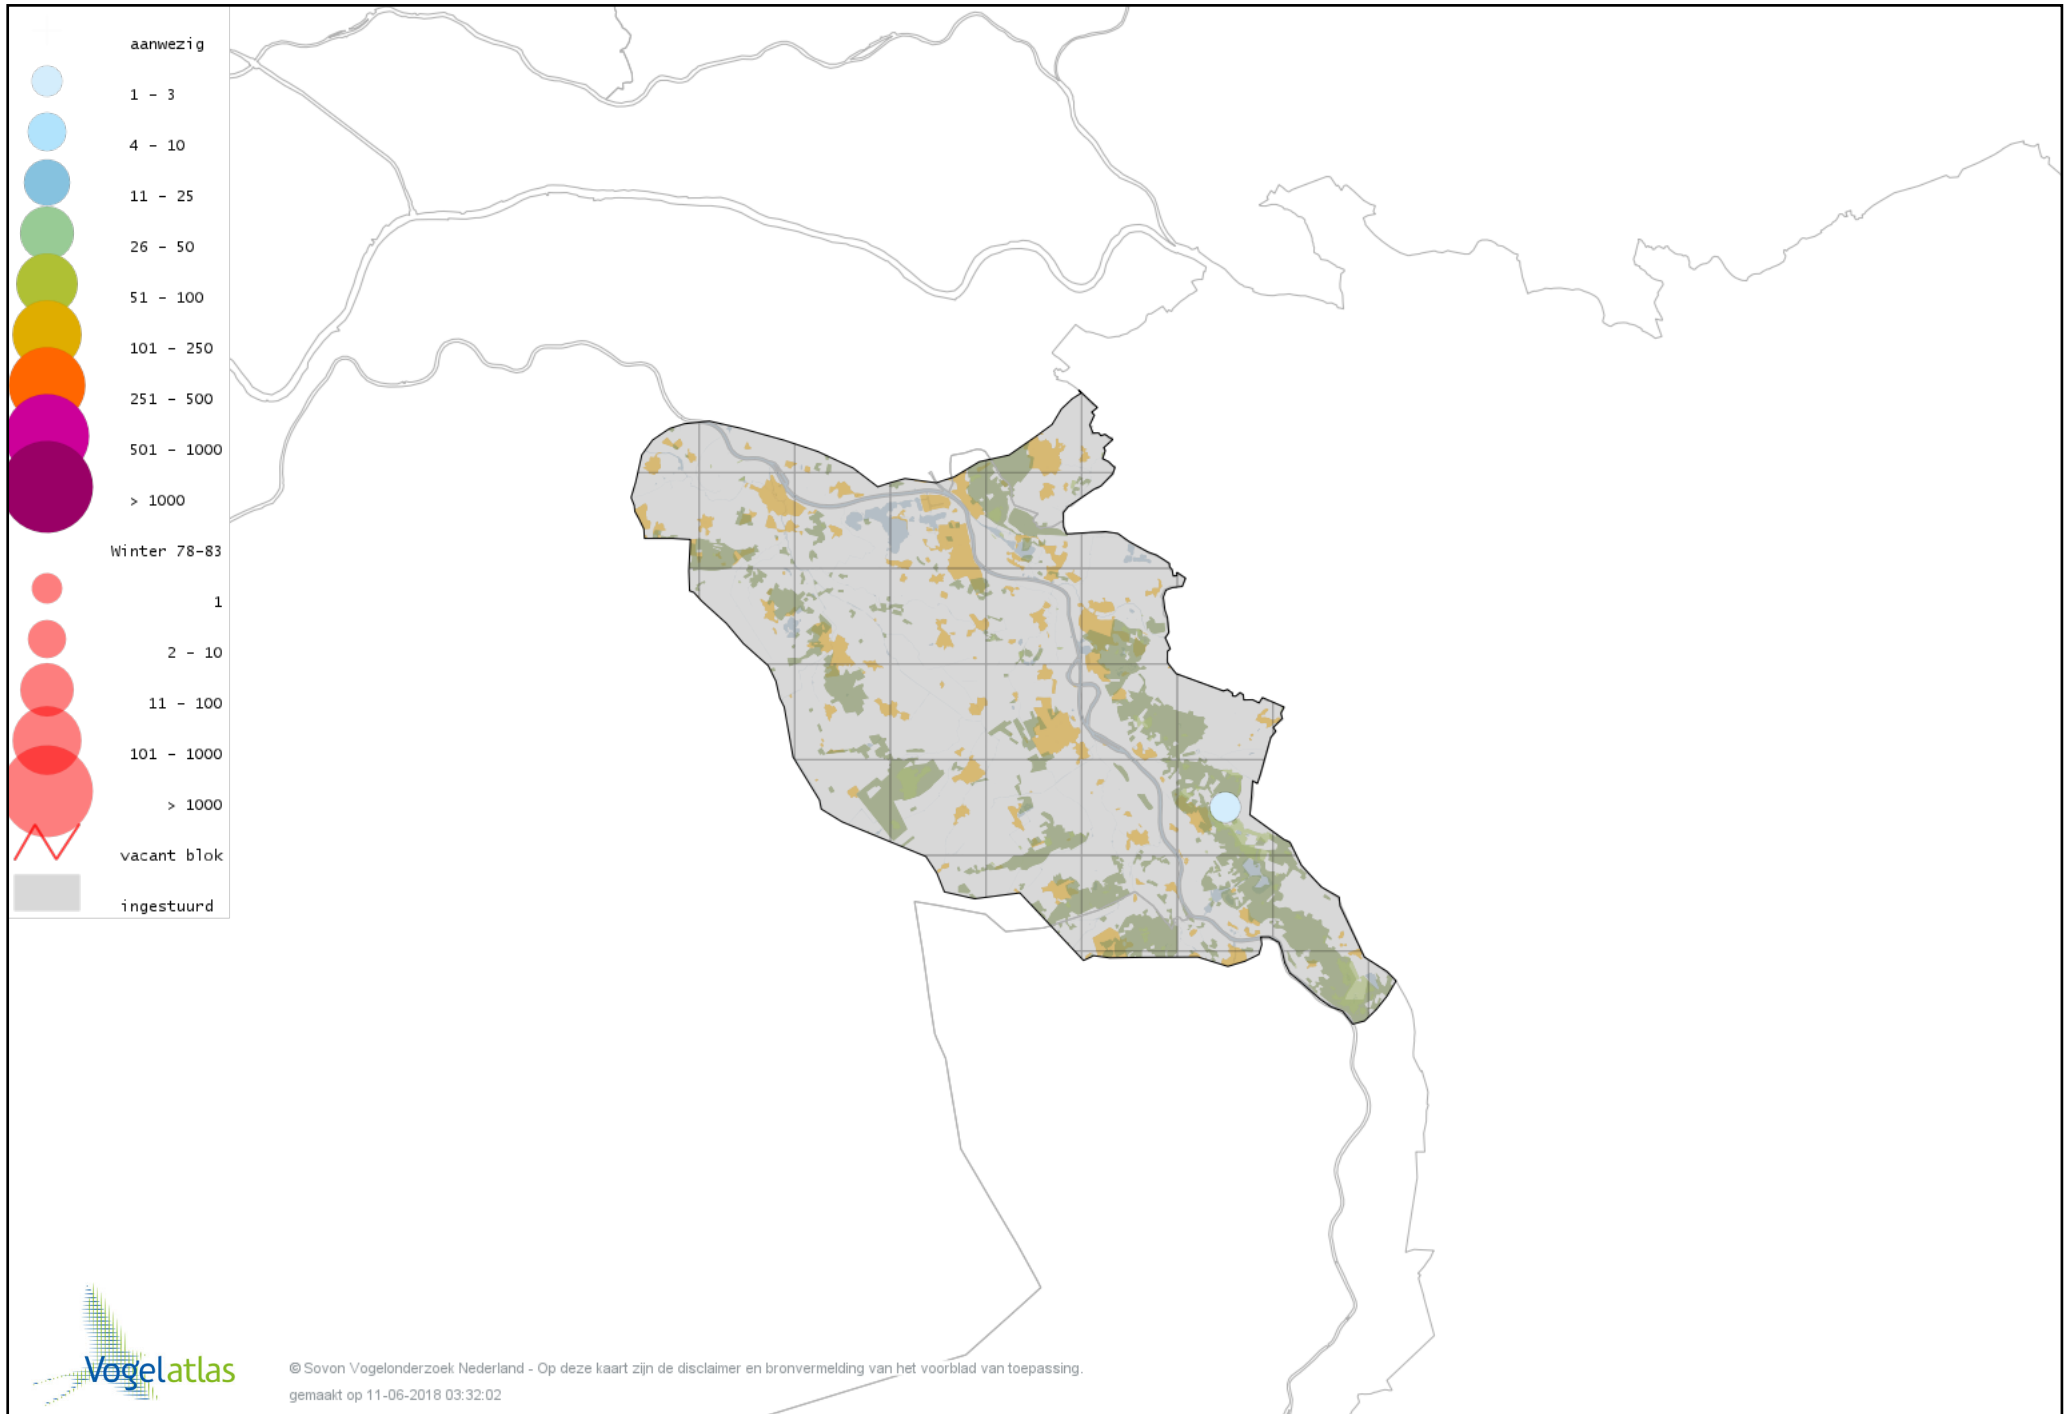 aanwezig
1 - 3
4 - 10
11 - 25
26 - 50
51 - 100
101 - 250
251 - 500
501 - 1000
> 1000
Winter 78-83
1
2 - 10
11 - 100
101 - 1000
> 1000
vacant blok
ingestuurd
Vogelatlas
© Sovon Vogelonderzoek Nederland - Op deze kaart zijn de disclaimer en bronvermelding van het voorblad van toepassing.
gemaakt op 11-06-2018 03:32:02